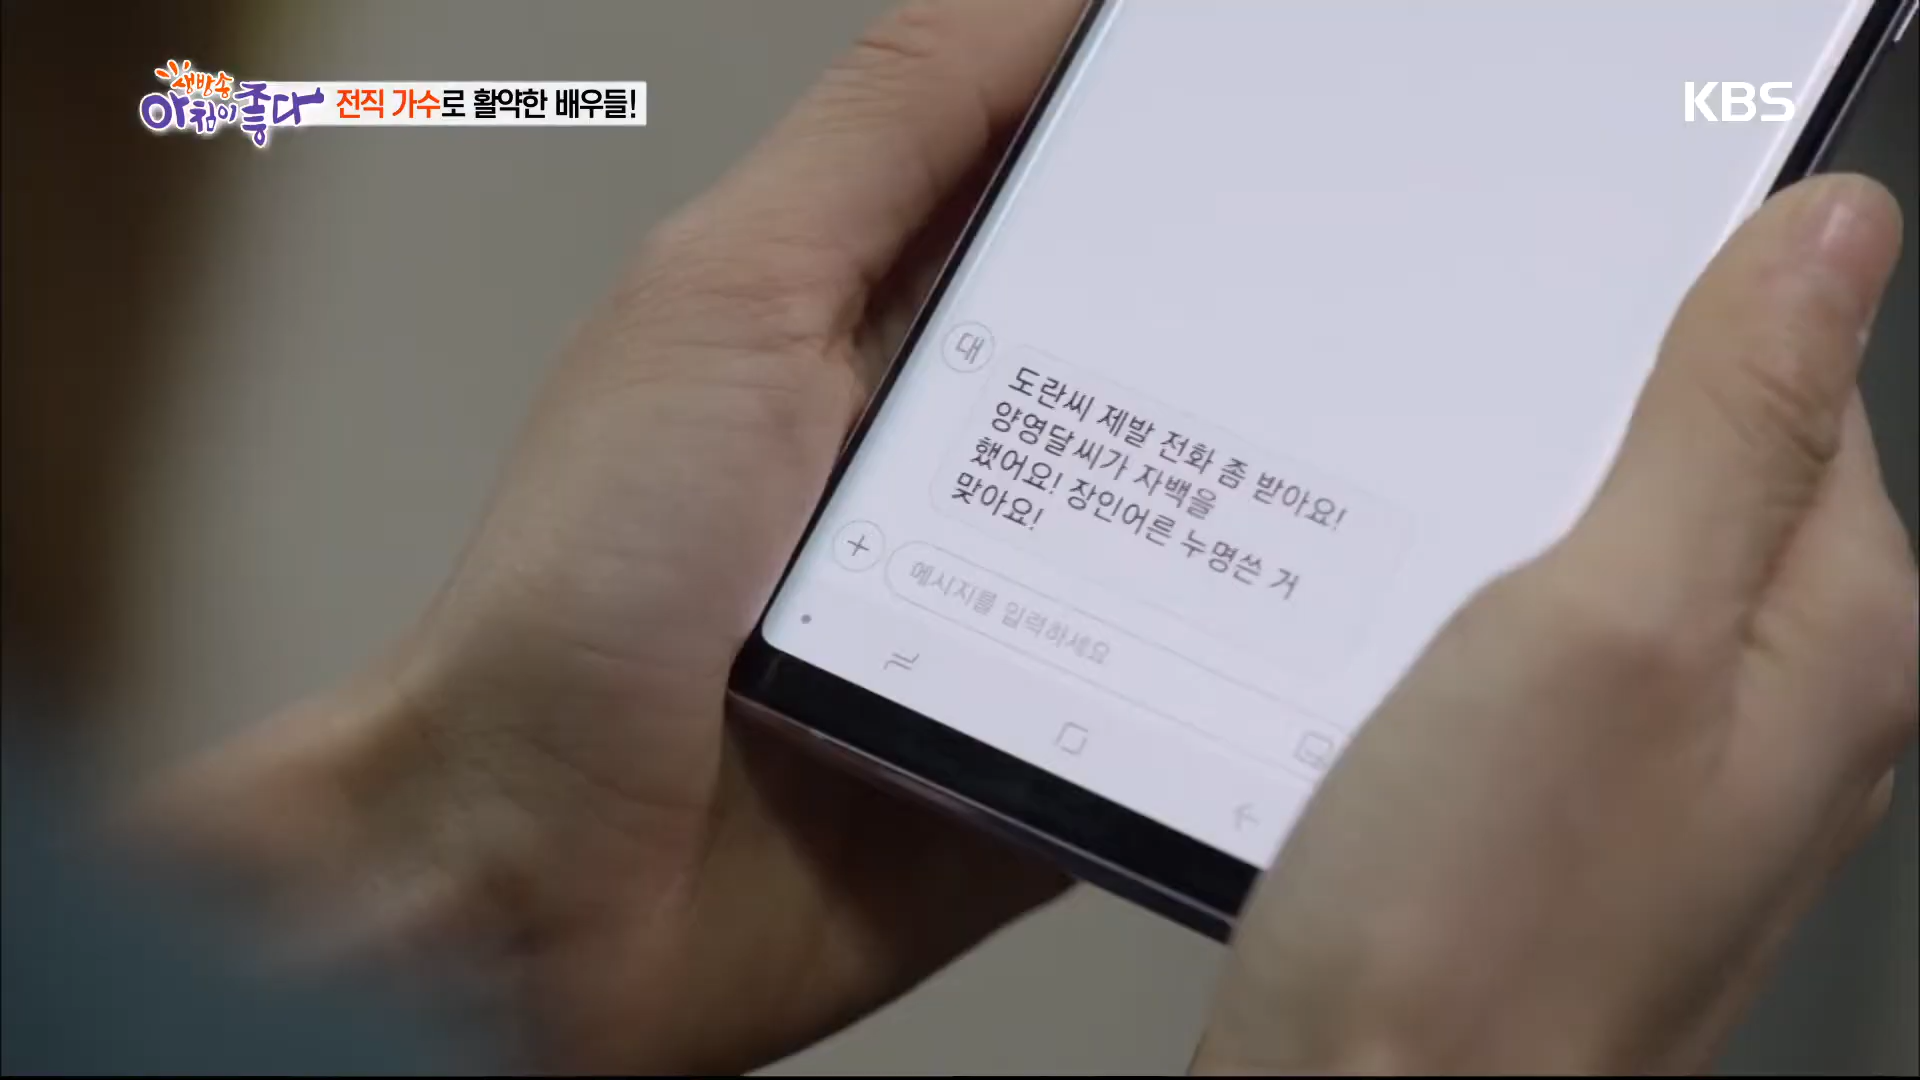 생방송
아침이 좋다
전직 가수로 활약한 배우들!
KBS
대
도란씨 제발 전화 좀 받아요!
양영달씨가 자백을
했어요! 장인어른 누명쓴 거
맞아요!
메시지를 입력하세요